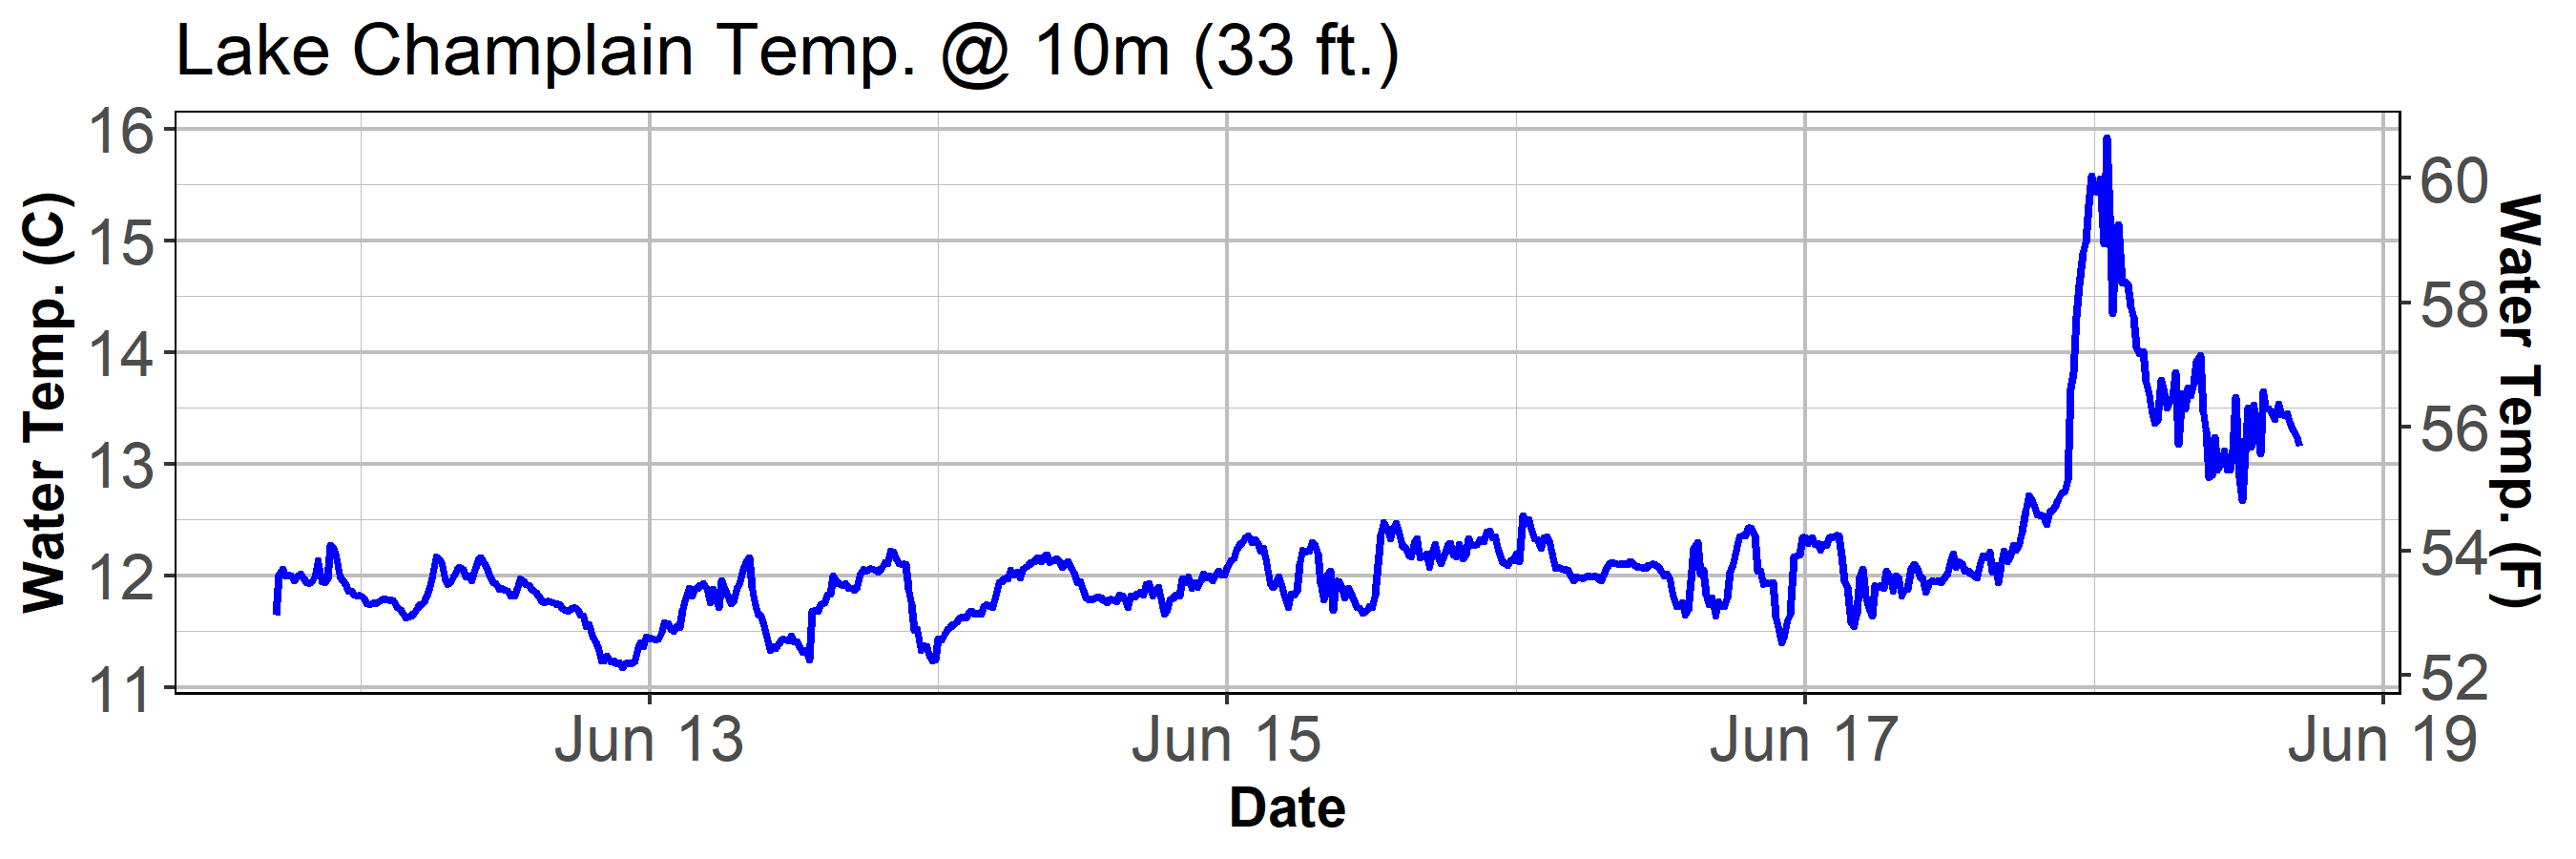 Lake Champlain Temp. @ 10m (33 ft.)
Water Temp. (C)
16
15
14
13
12
11
60
58
56
54
52
Water Temp. (F)
Jun 13
Jun 15
Jun 17
Jun 19
Date